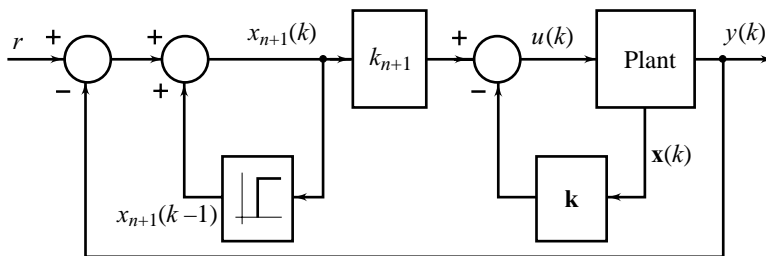 r
+
−
+
+
x_{n+1}(k)
k_{n+1}
+
−
u(k)
Plant
y(k)
x(k)
k
x_{n+1}(k−1)